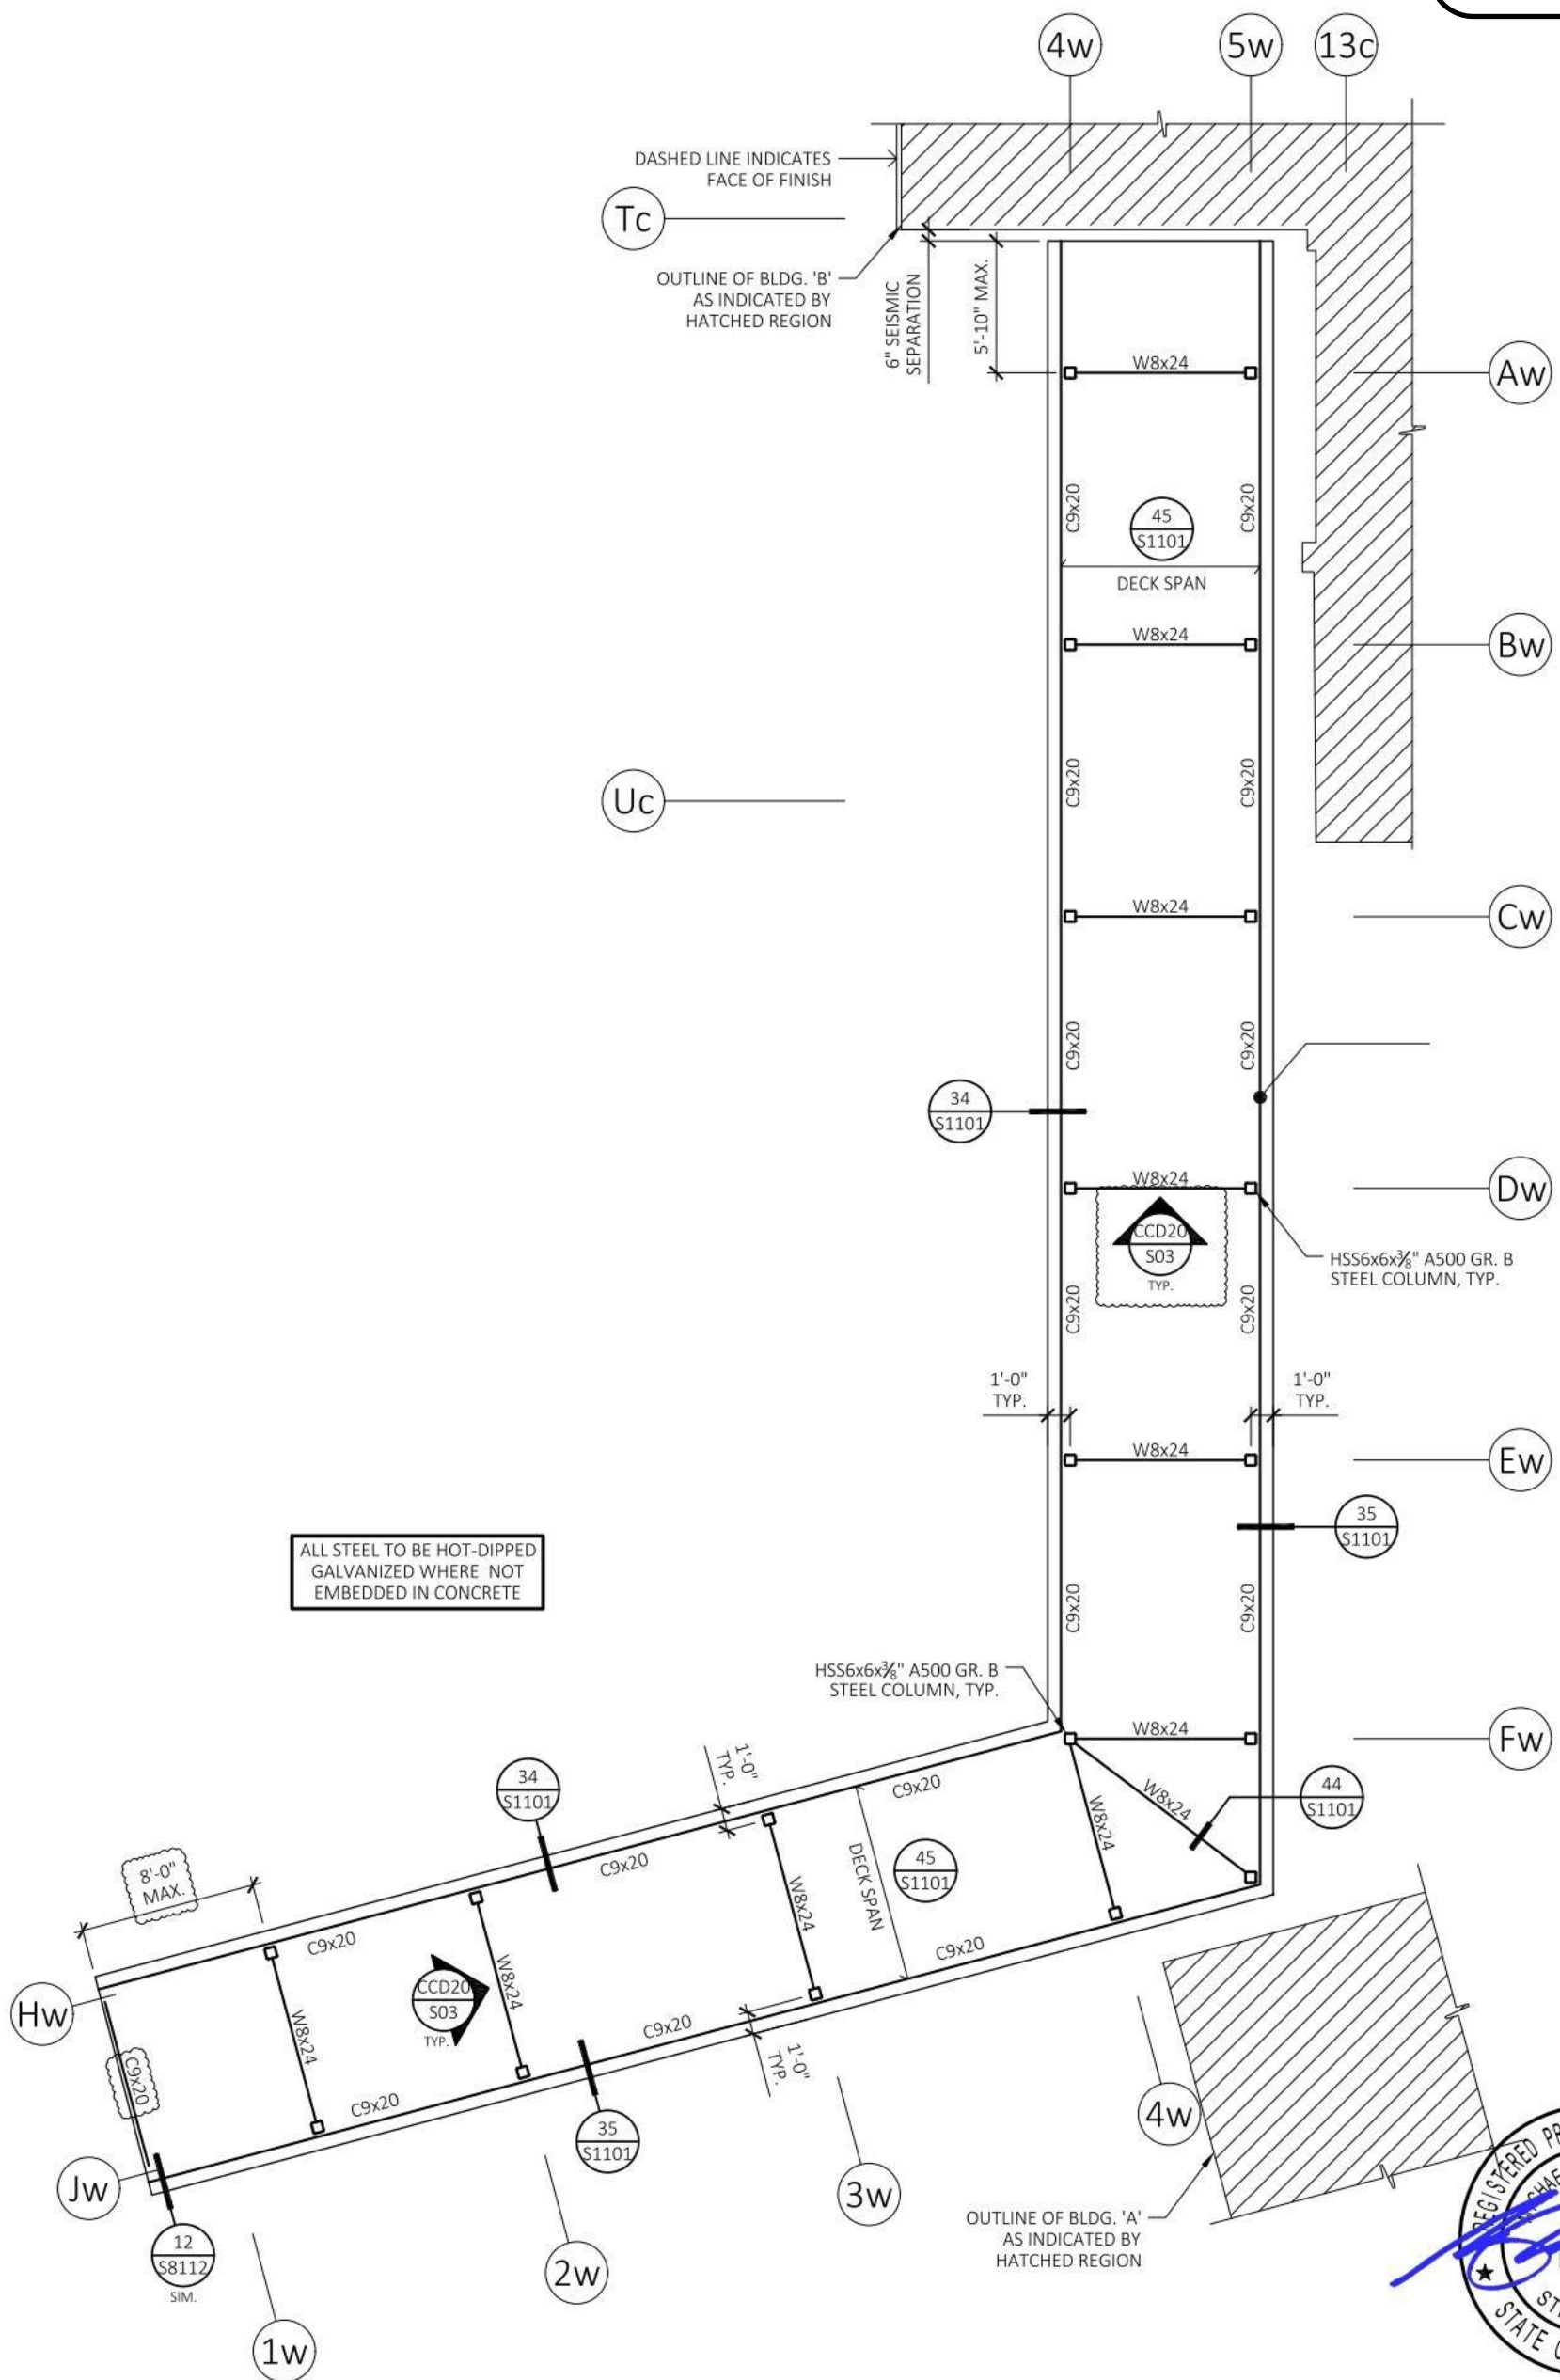 4w
5w
13c
DASHED LINE INDICATES
FACE OF FINISH
Tc
OUTLINE OF BLDG. 'B'
AS INDICATED BY
HATCHED REGION
6" SEISMIC
SEPARATION
5'-10" MAX.
W8x24
Aw
C9x20
C9x20
45
S1101
DECK SPAN
W8x24
Bw
Uc
C9x20
C9x20
W8x24
Cw
C9x20
C9x20
34
S1101
W8x24
Dw
CCD20
S03
TYP.
HSS6x6x⅜" A500 GR. B
STEEL COLUMN, TYP.
C9x20
C9x20
1'-0"
TYP.
1'-0"
TYP.
W8x24
Ew
35
S1101
ALL STEEL TO BE HOT-DIPPED
GALVANIZED WHERE NOT
EMBEDDED IN CONCRETE
C9x20
C9x20
HSS6x6x⅜" A500 GR. B
STEEL COLUMN, TYP.
W8x24
Fw
1'-0"
TYP.
34
S1101
C9x20
W8x24
W8x24
44
S1101
C9x20
DECK SPAN
45
S1101
8'-0"
MAX.
W8x24
C9x20
C9x20
CCD20
S03
TYP.
W8x24
Hw
W8x24
C9x20
1'-0"
TYP.
C9x20
C9x20
4w
35
S1101
Jw
3w
OUTLINE OF BLDG. 'A'
AS INDICATED BY
HATCHED REGION
12
S8112
SIM.
2w
1w
REGISTERED
STATE